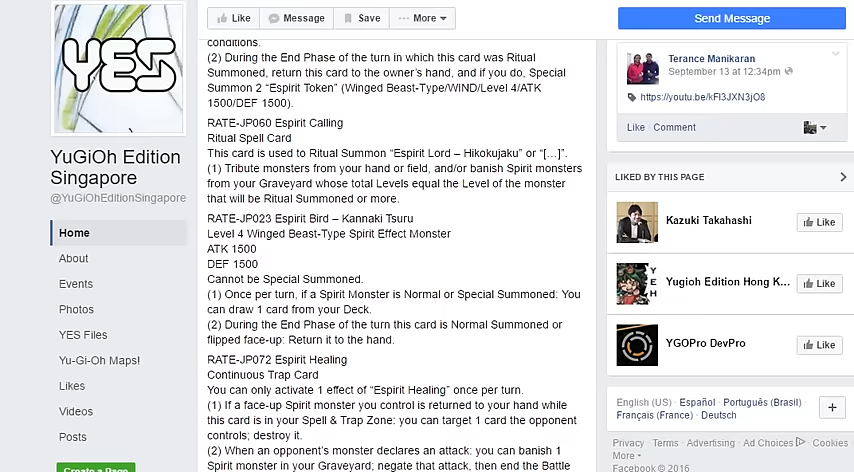 YES
YuGiOh Edition
Singapore
@YuGiOhEditionSingapore
Home
About
Events
Photos
YES Files
Yu-Gi-Oh Maps!
Likes
Videos
Posts
Create a Page
Like
Message
Save
More
conditions.
(2) During the End Phase of the turn in which this card was Ritual
Summoned, return this card to the owner's hand, and if you do, Special
Summon 2 “Espirit Token” (Winged Beast-Type/WIND/Level 4/ATK
1500/DEF 1500).
RATE-JP060 Espirit Calling
Ritual Spell Card
This card is used to Ritual Summon “Espirit Lord – Hikokujaku” or “[…]”.
(1) Tribute monsters from your hand or field, and/or banish Spirit monsters
from your Graveyard whose total Levels equal the Level of the monster
that will be Ritual Summoned or more.
RATE-JP023 Espirit Bird – Kannaki Tsuru
Level 4 Winged Beast-Type Spirit Effect Monster
ATK 1500
DEF 1500
Cannot be Special Summoned.
(1) Once per turn, if a Spirit Monster is Normal or Special Summoned: You
can draw 1 card from your Deck.
(2) During the End Phase of the turn this card is Normal Summoned or
flipped face-up: Return it to the hand.
RATE-JP072 Espirit Healing
Continuous Trap Card
You can only activate 1 effect of “Espirit Healing” once per turn.
(1) If a face-up Spirit monster you control is returned to your hand while
this card is in your Spell & Trap Zone: you can target 1 card the opponent
controls; destroy it.
(2) When an opponent's monster declares an attack: you can banish 1
Spirit monster in your Graveyard; negate that attack, then end the Battle
Send Message
Terance Manikaran
September 13 at 12:34pm
https://youtu.be/kFI3JXN3jO8
Like · Comment
LIKED BY THIS PAGE
Kazuki Takahashi
Like
YEH
Yugioh Edition Hong K...
Like
YGOPro DevPro
Like
English (US) · Español · Português (Brasil) ·
Français (France) · Deutsch
Privacy · Terms · Advertising · Ad Choices · Cookies ·
More
Facebook © 2016